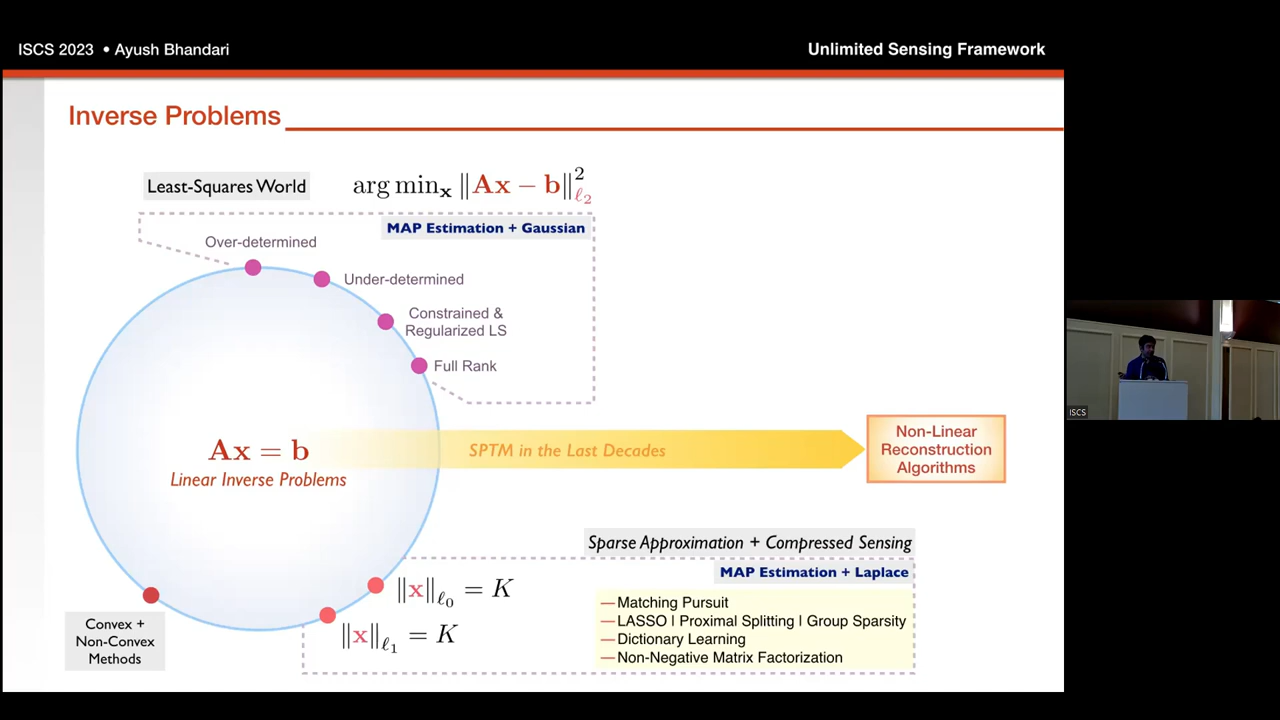 ISCS 2023 • Ayush Bhandari
Unlimited Sensing Framework
Inverse Problems
Least-Squares World
arg min_x ‖Ax − b‖²_ℓ₂
MAP Estimation + Gaussian
Over-determined
Under-determined
Constrained &
Regularized LS
Full Rank
Ax = b
Linear Inverse Problems
SPTM in the Last Decades
Non-Linear
Reconstruction
Algorithms
Sparse Approximation + Compressed Sensing
MAP Estimation + Laplace
‖x‖_ℓ₀ = K
‖x‖_ℓ₁ = K
—Matching Pursuit
—LASSO | Proximal Splitting | Group Sparsity
—Dictionary Learning
—Non-Negative Matrix Factorization
Convex +
Non-Convex
Methods
ISCS